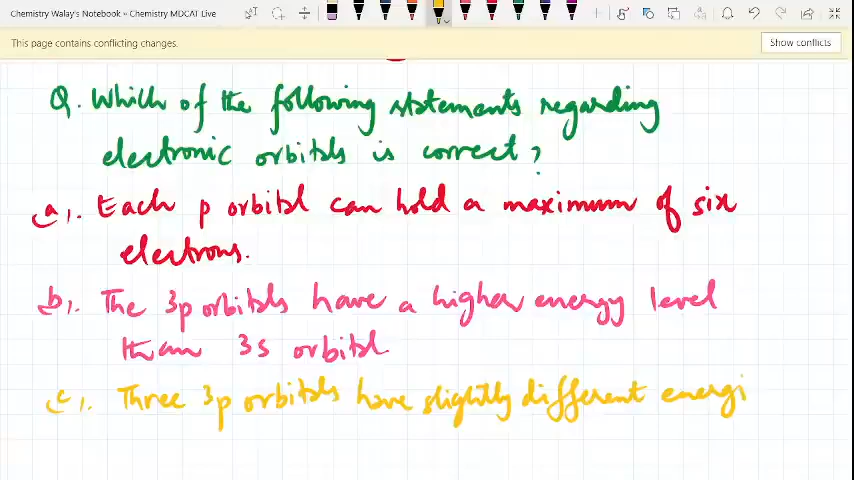 Chemistry Walay's Notebook » Chemistry MDCAT Live
This page contains conflicting changes.
Show conflicts
Q. Which of the following statements regarding
electronic orbitals is correct?
a). Each p orbital can hold a maximum of six
electrons.
b). The 3p orbitals have a higher energy level
than 3s orbital
c). Three 3p orbitals have slightly different energi